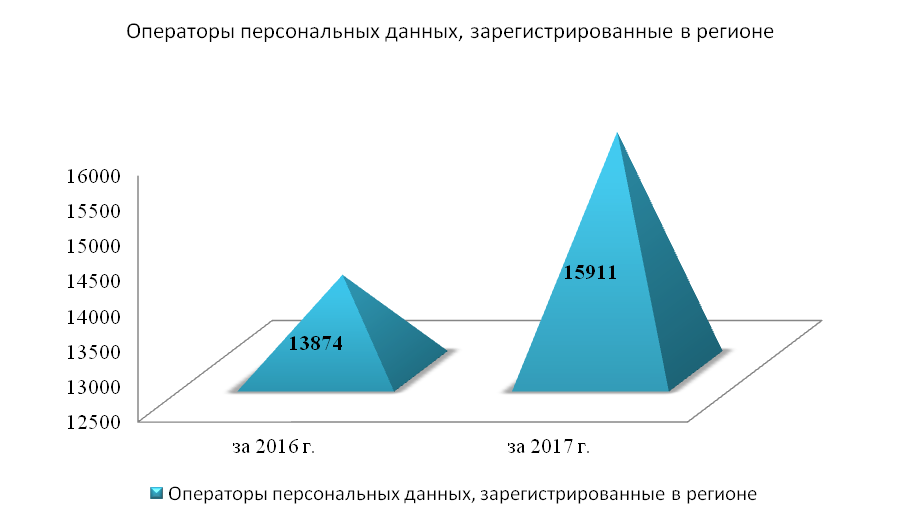 Операторы персональных данных, зарегистрированные в регионе
16000
15500
15000
14500
14000
13500
13000
12500
15911
13874
за 2016 г.
за 2017 г.
Операторы персональных данных, зарегистрированные в регионе